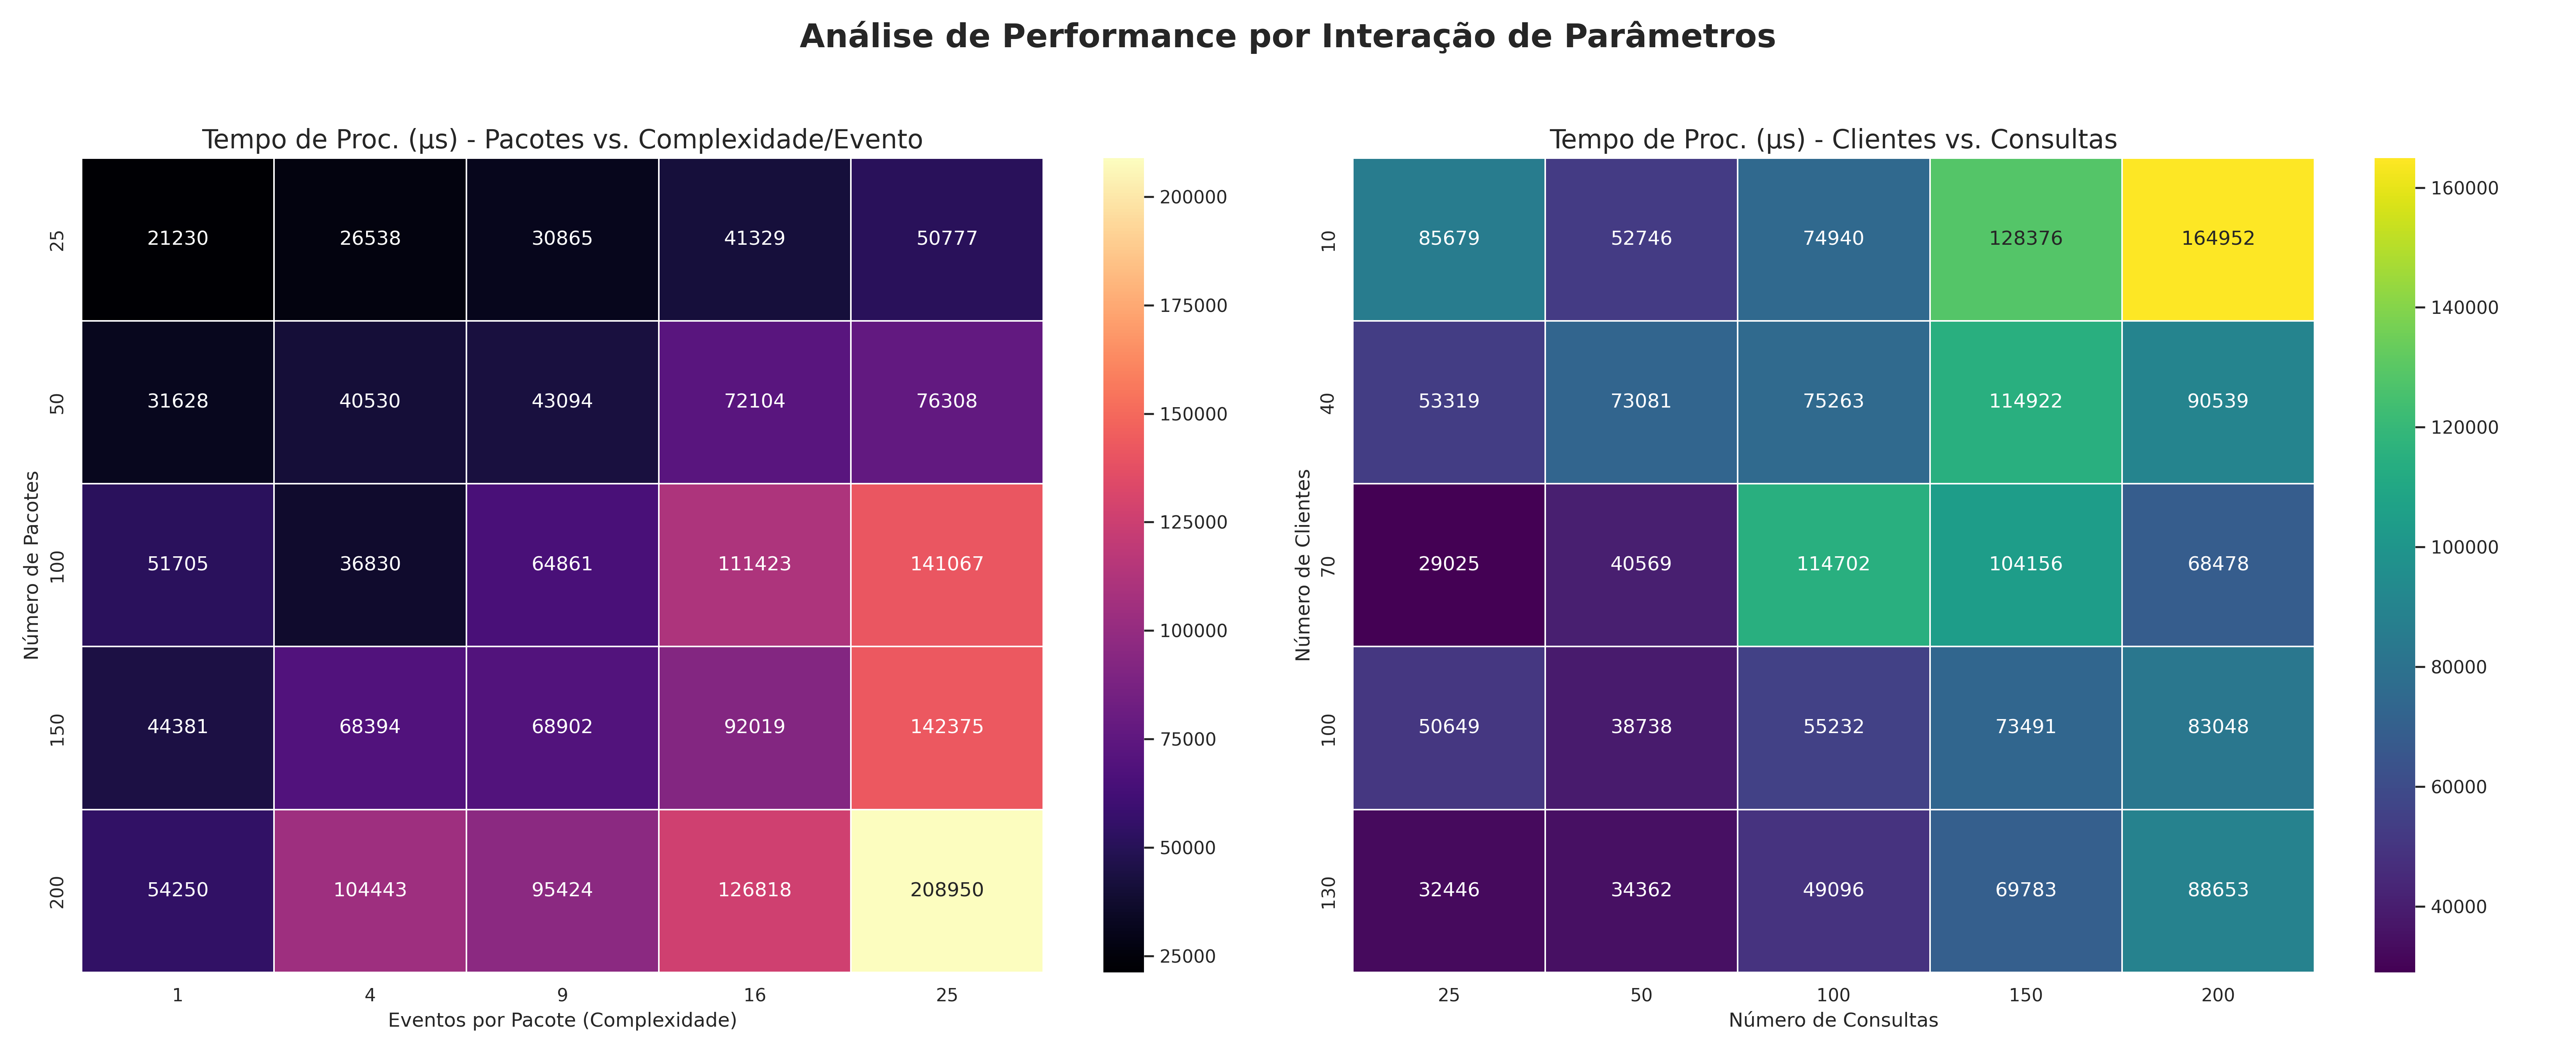 Análise de Performance por Interação de Parâmetros
Tempo de Proc. (μs) - Pacotes vs. Complexidade/Evento
Número de Pacotes
25 21230 26538 30865 41329 50777
50 31628 40530 43094 72104 76308
100 51705 36830 64861 111423 141067
150 44381 68394 68902 92019 142375
200 54250 104443 95424 126818 208950
1 4 9 16 25
Eventos por Pacote (Complexidade)
200000
175000
150000
125000
100000
75000
50000
25000
Tempo de Proc. (μs) - Clientes vs. Consultas
Número de Clientes
10 85679 52746 74940 128376 164952
40 53319 73081 75263 114922 90539
70 29025 40569 114702 104156 68478
100 50649 38738 55232 73491 83048
130 32446 34362 49096 69783 88653
25 50 100 150 200
Número de Consultas
160000
140000
120000
100000
80000
60000
40000